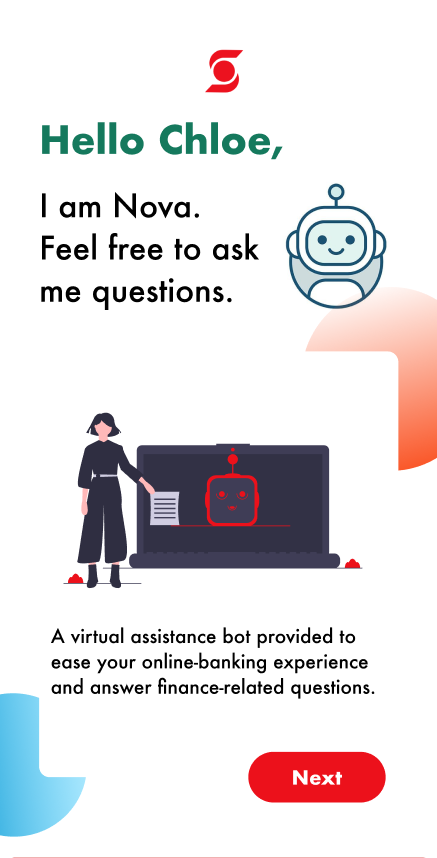 Hello Chloe,
I am Nova.
Feel free to ask
me questions.
A virtual assistance bot provided to
ease your online-banking experience
and answer finance-related questions.
Next